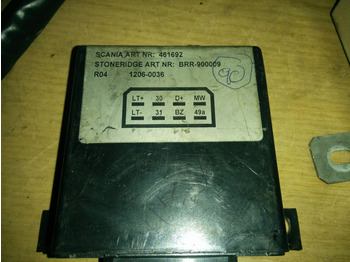 SCANIA ART NR: 461692
STONERIDGE ART NR: BRR-900009
R04 1206-0036
LT+ 30 D+ MW
LT- 31 BZ 49a